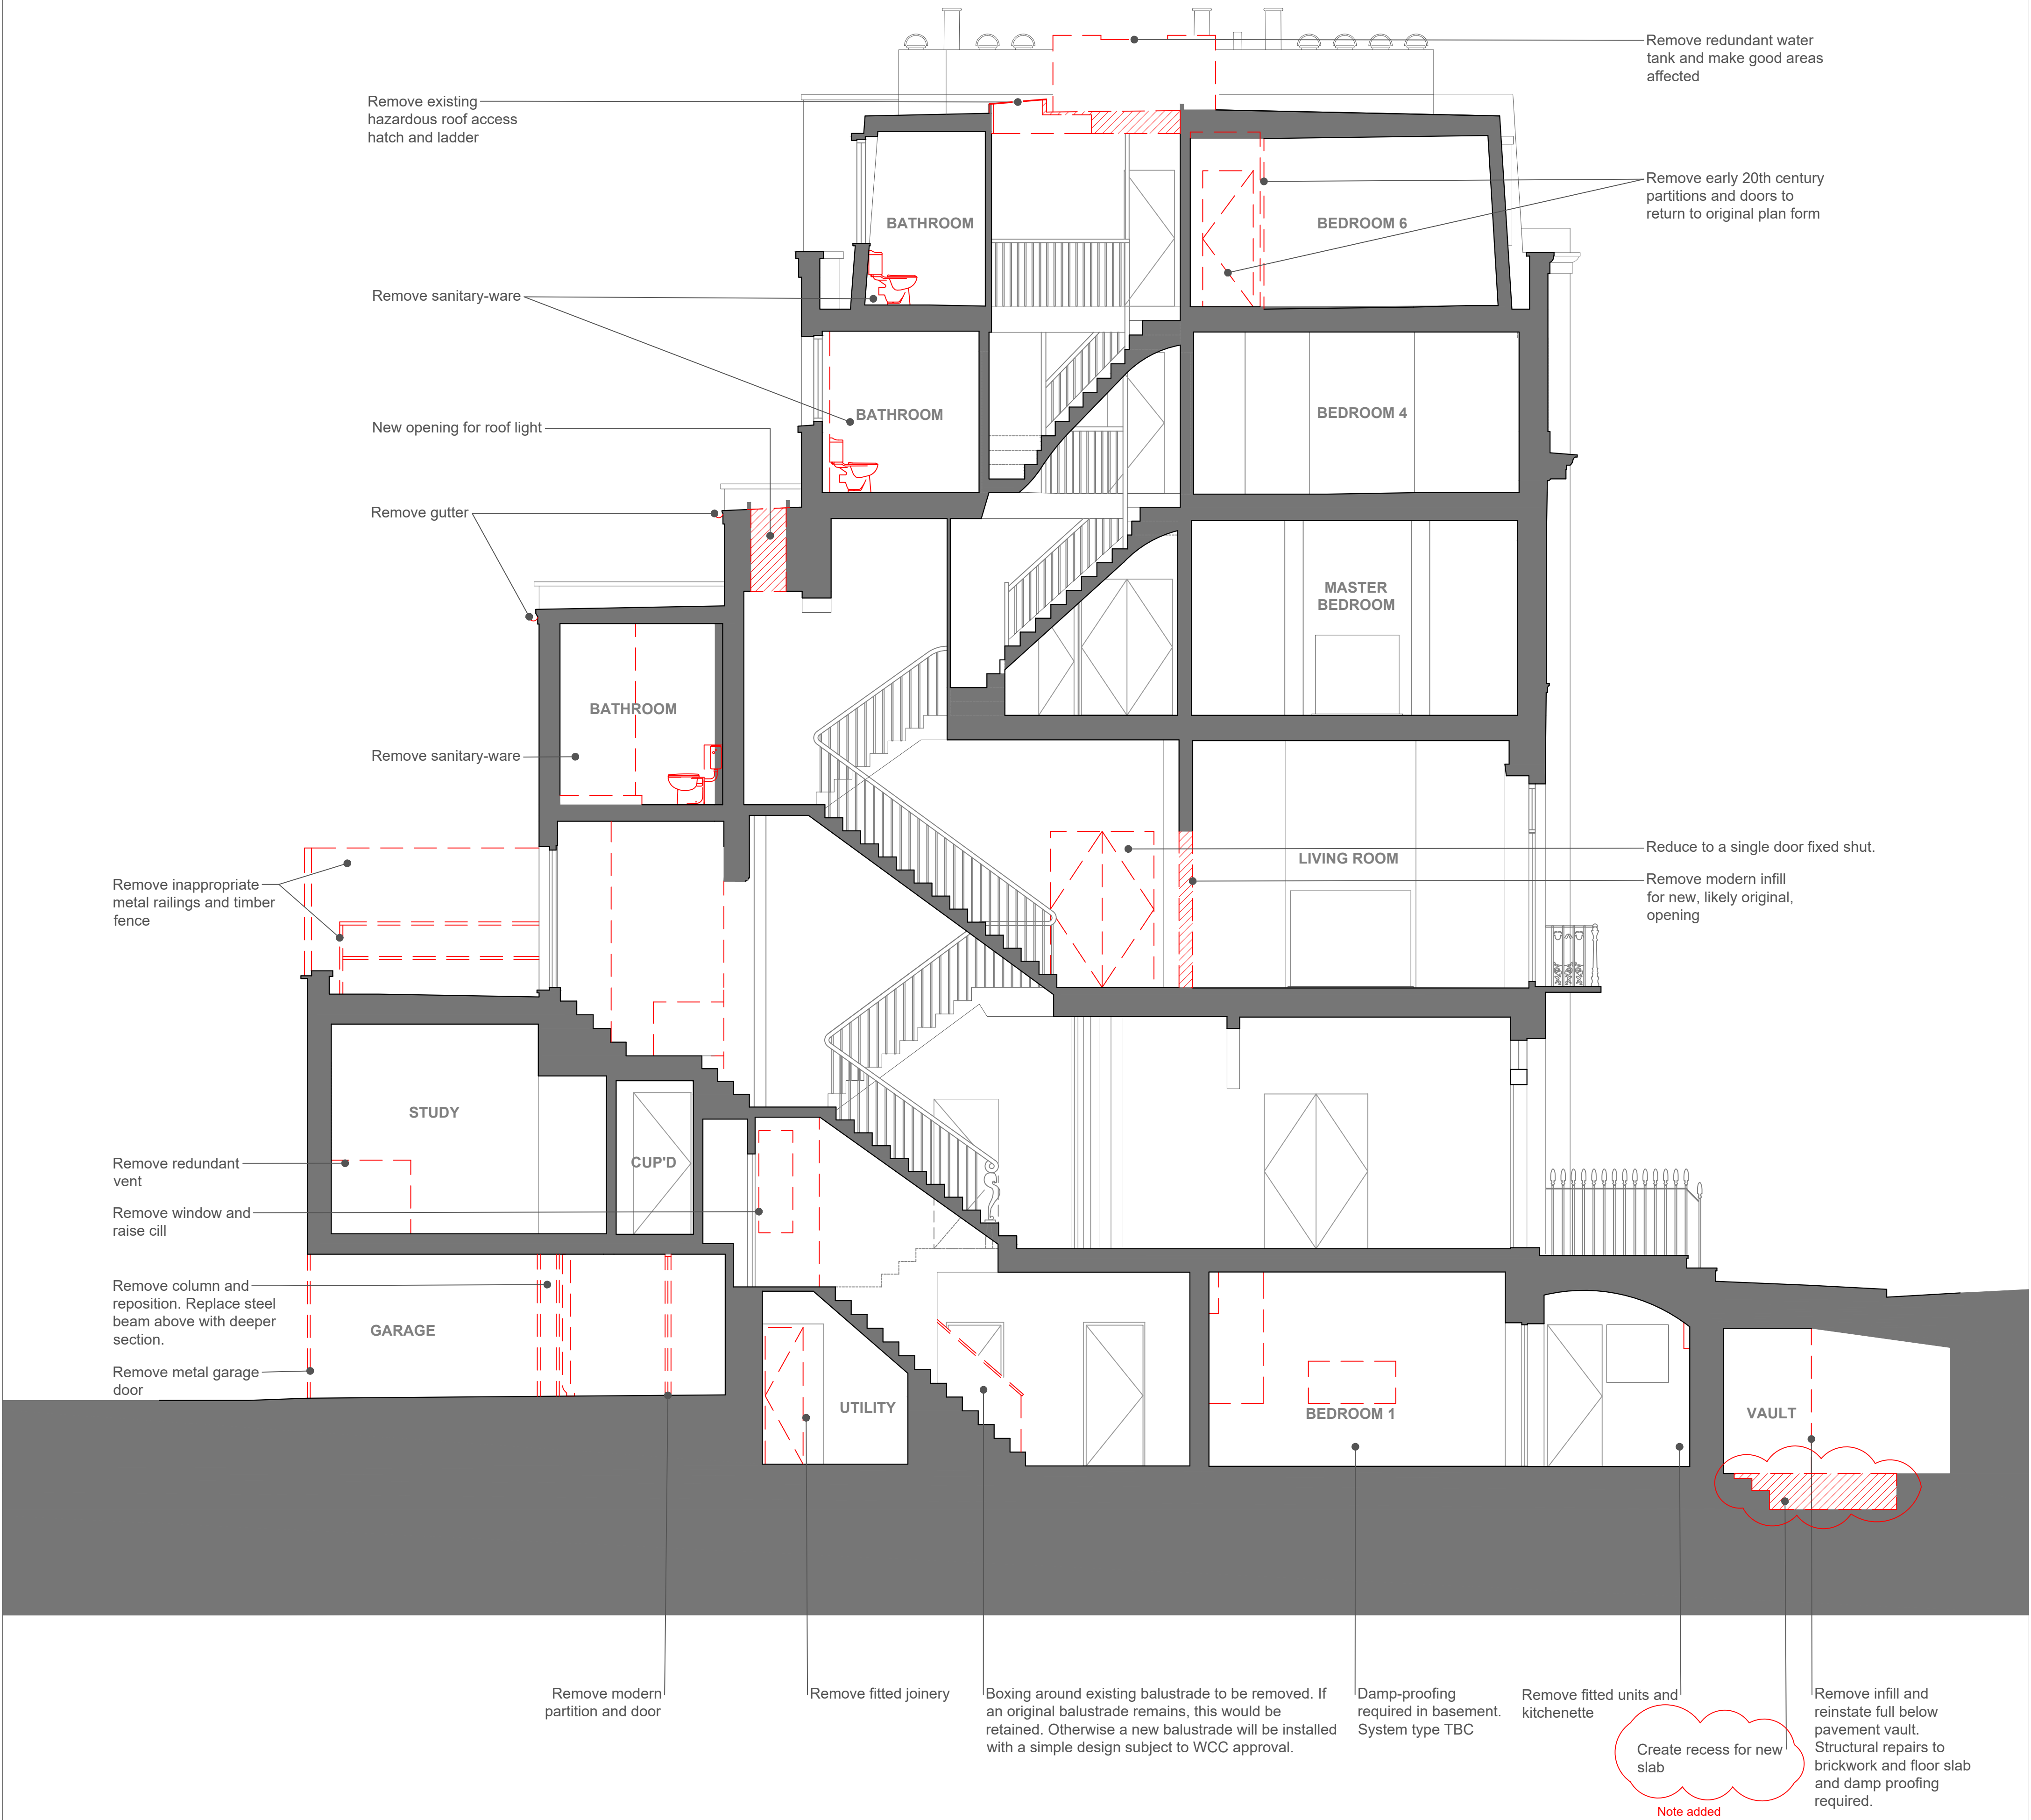 Remove redundant water
tank and make good areas
affected
Remove existing
hazardous roof access
hatch and ladder
Remove early 20th century
partitions and doors to
return to original plan form
BATHROOM
BEDROOM 6
Remove sanitary-ware
BATHROOM
BEDROOM 4
New opening for roof light
Remove gutter
MASTER
BEDROOM
BATHROOM
Remove sanitary-ware
Reduce to a single door fixed shut.
LIVING ROOM
Remove modern infill
for new, likely original,
opening
Remove inappropriate
metal railings and timber
fence
STUDY
CUP'D
Remove redundant
vent
Remove window and
raise cill
Remove column and
reposition. Replace steel
beam above with deeper
section.
GARAGE
Remove metal garage
door
UTILITY
BEDROOM 1
VAULT
Remove modern
partition and door
Remove fitted joinery
Boxing around existing balustrade to be removed. If
an original balustrade remains, this would be
retained. Otherwise a new balustrade will be installed
with a simple design subject to WCC approval.
Damp-proofing
required in basement.
System type TBC
Remove fitted units and
kitchenette
Create recess for new
slab
Note added
Remove infill and
reinstate full below
pavement vault.
Structural repairs to
brickwork and floor slab
and damp proofing
required.